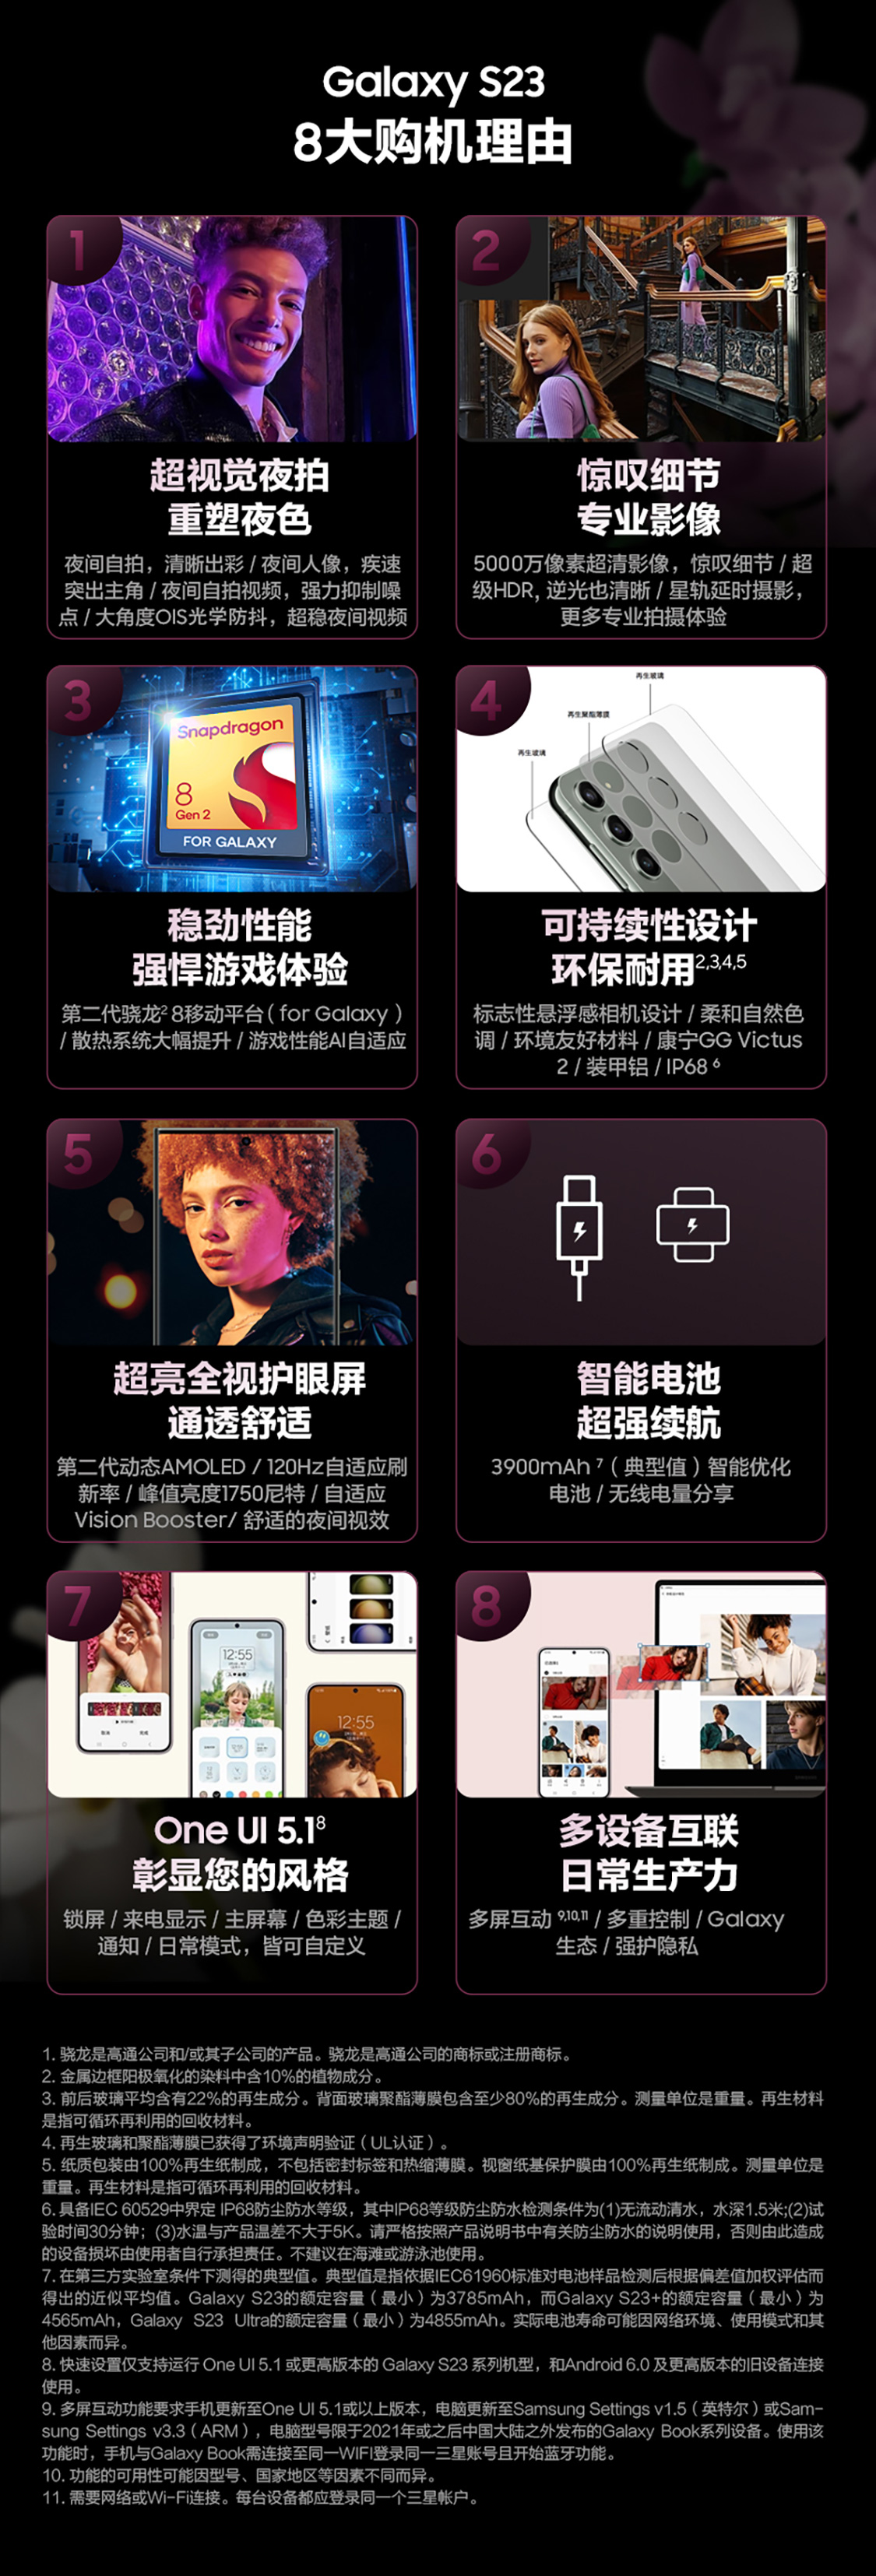 Galaxy S23
8大购机理由
1
超视觉夜拍
重塑夜色
夜间自拍，清晰出彩 / 夜间人像，疾速
突出主角 / 夜间自拍视频，强力抑制噪
点 / 大角度OIS光学防抖，超稳夜间视频
2
惊叹细节
专业影像
5000万像素超清影像，惊叹细节 / 超
级HDR, 逆光也清晰 / 星轨延时摄影，
更多专业拍摄体验
3
Snapdragon
8
Gen 2
FOR GALAXY
稳劲性能
强悍游戏体验
第二代骁龙² 8移动平台（for Galaxy）
/ 散热系统大幅提升 / 游戏性能AI自适应
4
再生玻璃
再生聚酯薄膜
再生玻璃
可持续性设计
环保耐用2,3,4,5
标志性悬浮感相机设计 / 柔和自然色
调 / 环境友好材料 / 康宁GG Victus
2 / 装甲铝 / IP68 ⁶
5
超亮全视护眼屏
通透舒适
第二代动态AMOLED / 120Hz自适应刷
新率 / 峰值亮度1750尼特 / 自适应
Vision Booster/ 舒适的夜间视效
6
智能电池
超强续航
3900mAh ⁷（典型值）智能优化
电池 / 无线电量分享
7
12:55
12:55
One UI 5.1⁸
彰显您的风格
锁屏 / 来电显示 / 主屏幕 / 色彩主题 /
通知 / 日常模式，皆可自定义
8
多设备互联
日常生产力
多屏互动 9,10,11 / 多重控制 / Galaxy
生态 / 强护隐私
1. 骁龙是高通公司和/或其子公司的产品。骁龙是高通公司的商标或注册商标。
2. 金属边框阳极氧化的染料中含10%的植物成分。
3. 前后玻璃平均含有22%的再生成分。背面玻璃聚酯薄膜包含至少80%的再生成分。测量单位是重量。再生材料
是指可循环再利用的回收材料。
4. 再生玻璃和聚酯薄膜已获得了环境声明验证（UL认证）。
5. 纸质包装由100%再生纸制成，不包括密封标签和热缩薄膜。视窗纸基保护膜由100%再生纸制成。测量单位是
重量。再生材料是指可循环再利用的回收材料。
6. 具备IEC 60529中界定 IP68防尘防水等级，其中IP68等级防尘防水检测条件为(1)无流动清水，水深1.5米;(2)试
验时间30分钟；(3)水温与产品温差不大于5K。请严格按照产品说明书中有关防尘防水的说明使用，否则由此造成
的设备损坏由使用者自行承担责任。不建议在海滩或游泳池使用。
7. 在第三方实验室条件下测得的典型值。典型值是指依据IEC61960标准对电池样品检测后根据偏差值加权评估而
得出的近似平均值。Galaxy S23的额定容量（最小）为3785mAh，而Galaxy S23+的额定容量（最小）为
4565mAh，Galaxy S23 Ultra的额定容量（最小）为4855mAh。实际电池寿命可能因网络环境、使用模式和其
他因素而异。
8. 快速设置仅支持运行 One UI 5.1 或更高版本的 Galaxy S23 系列机型，和Android 6.0 及更高版本的旧设备连接
使用。
9. 多屏互动功能要求手机更新至One UI 5.1或以上版本，电脑更新至Samsung Settings v1.5（英特尔）或Sam-
sung Settings v3.3（ARM），电脑型号限于2021年或之后中国大陆之外发布的Galaxy Book系列设备。使用该
功能时，手机与Galaxy Book需连接至同一WIFI登录同一三星账号且开始蓝牙功能。
10. 功能的可用性可能因型号、国家地区等因素不同而异。
11. 需要网络或Wi-Fi连接。每台设备都应登录同一个三星帐户。